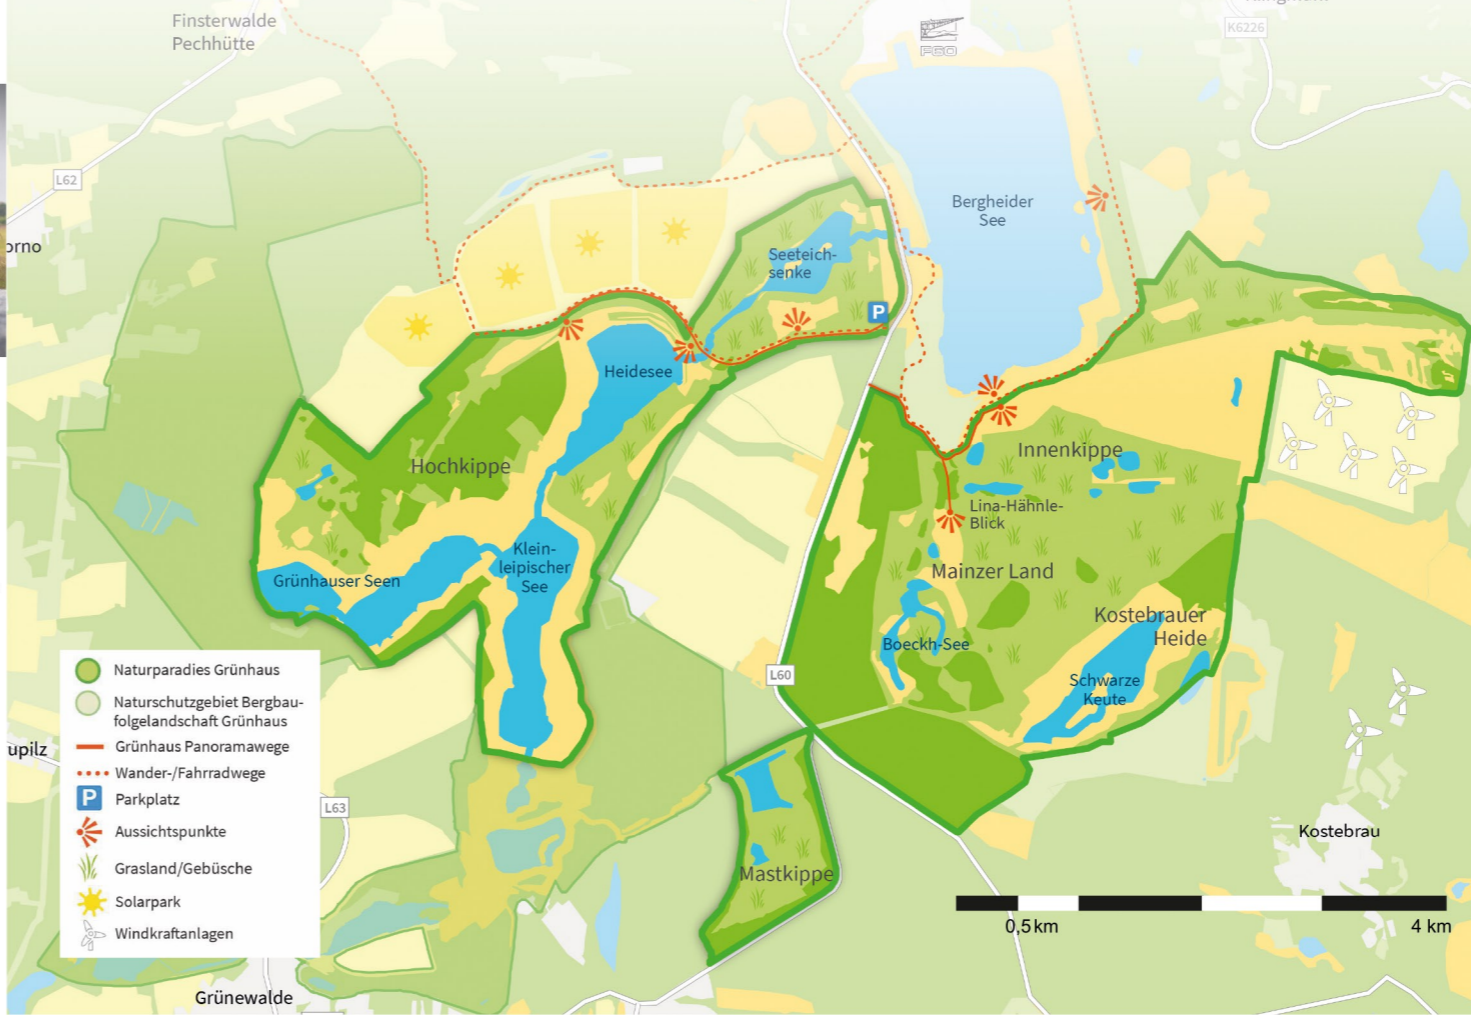 Finsterwalde
Pechhütte
K6226
F60
L62
orno
Bergheider
See
Seeteich-
senke
P
Heidesee
Hochkippe
Innenkippe
Lina-Hähnle-
Blick
Klein-
leipischer
See
Grünhauser Seen
Mainzer Land
Kostebrauer
Heide
Boeckh-See
Schwarze
Keute
L60
Naturparadies Grünhaus
Naturschutzgebiet Bergbau-
folgelandschaft Grünhaus
Grünhaus Panoramawege
Wander-/Fahrradwege
P Parkplatz
Aussichtspunkte
Grasland/Gebüsche
Solarpark
Windkraftanlagen
upilz
L63
Kostebrau
Mastkippe
0,5 km
4 km
Grünewalde